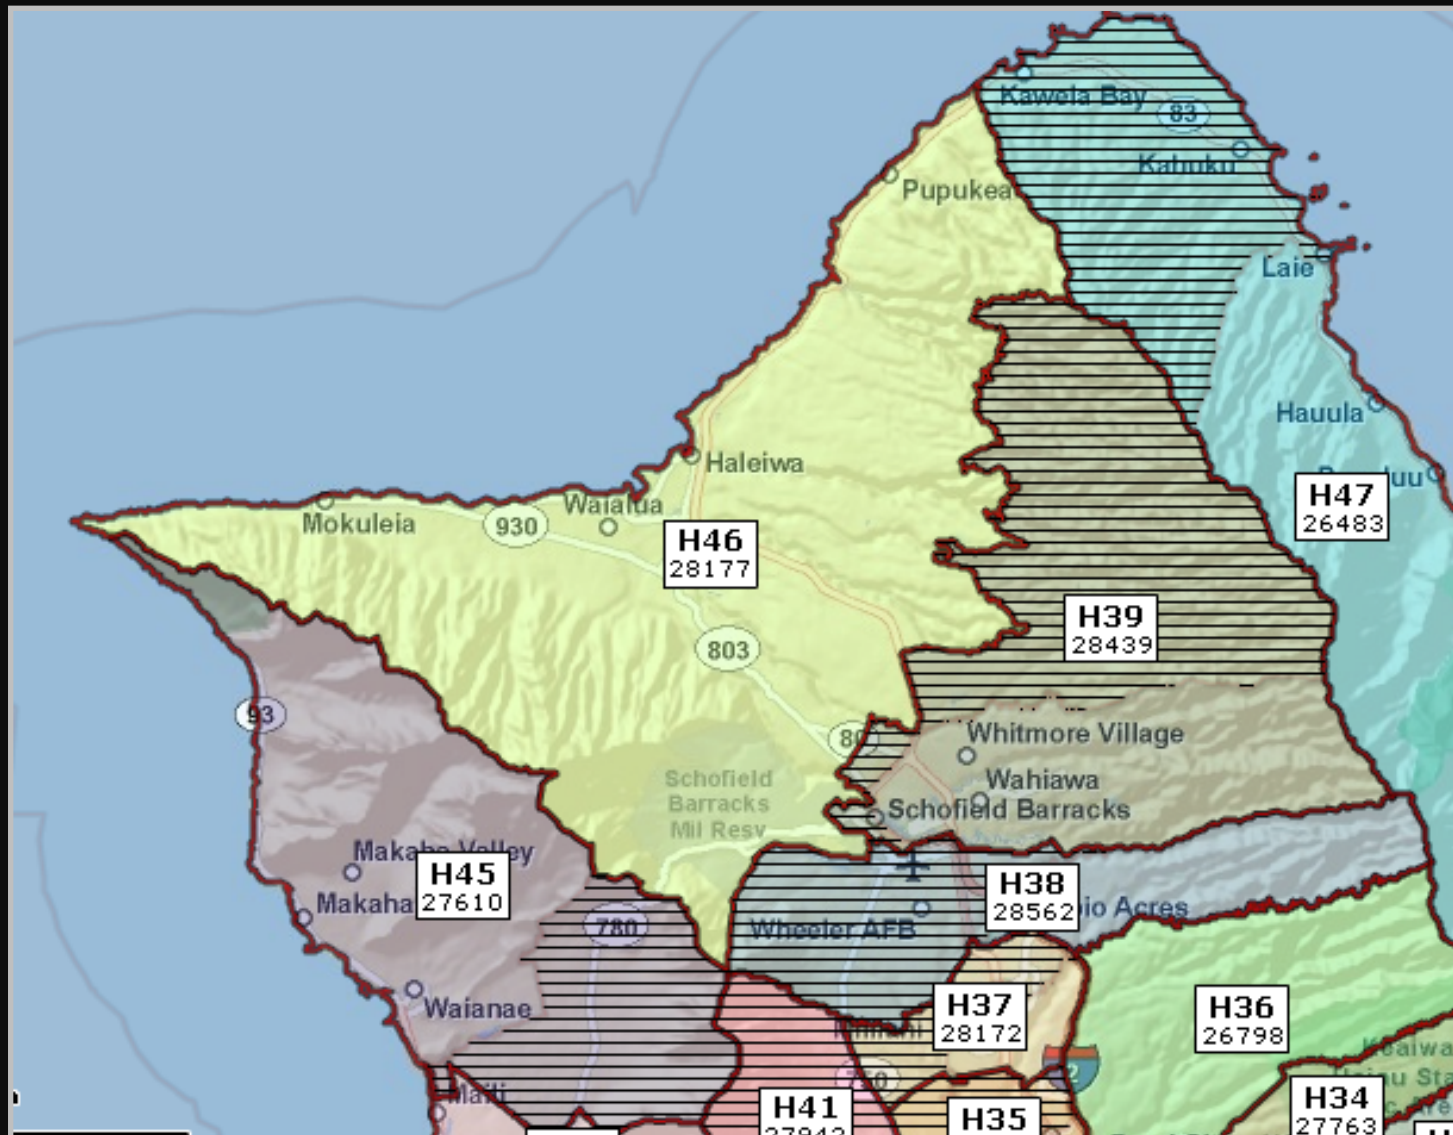 Kawela Bay
83
Kahuku
Pupukea
Laie
Hauula
Haleiwa
H47
26483
Mokuleia
930
Waialua
H46
28177
H39
28439
803
93
Whitmore Village
Wahiawa
Schofield
Barracks
Mil Resv
Schofield Barracks
Makaha Valley
H45
27610
H38
28562
Makaha
780
Wheeler AFB
Waianae
H37
28172
H36
26798
Maili
H41
H35
H34
27763